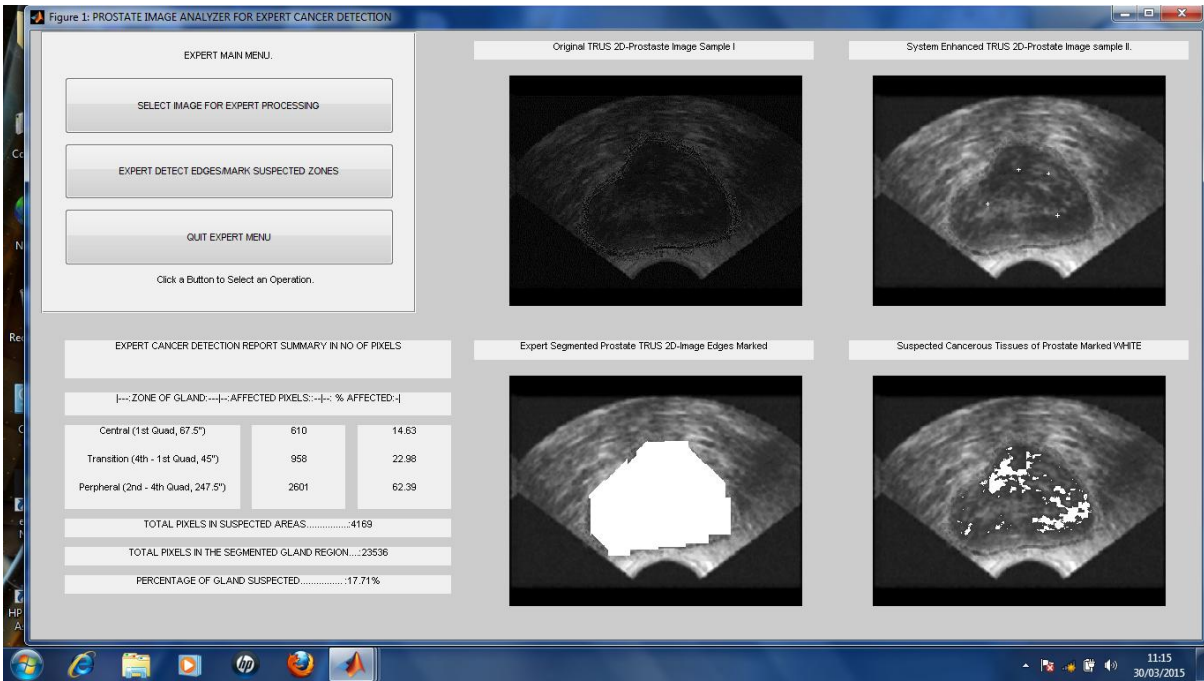 Figure 1: PROSTATE IMAGE ANALYZER FOR EXPERT CANCER DETECTION
EXPERT MAIN MENU.
SELECT IMAGE FOR EXPERT PROCESSING
EXPERT DETECT EDGES/MARK SUSPECTED ZONES
QUIT EXPERT MENU
Click a Button to Select an Operation.
Original TRUS 2D-Prostaste Image Sample I
System Enhanced TRUS 2D-Prostate Image sample II.
EXPERT CANCER DETECTION REPORT SUMMARY IN NO OF PIXELS
|---:ZONE OF GLAND:---|--:AFFECTED PIXELS::--|--: % AFFECTED:-|
Central (1st Quad, 67.5") 610 14.63
Transition (4th - 1st Quad, 45") 958 22.98
Perpheral (2nd - 4th Quad, 247.5") 2601 62.39
TOTAL PIXELS IN SUSPECTED AREAS...............:4169
TOTAL PIXELS IN THE SEGMENTED GLAND REGION....:23536
PERCENTAGE OF GLAND SUSPECTED................:17.71%
Expert Segmented Prostate TRUS 2D-Image Edges Marked
Suspected Cancerous Tissues of Prostate Marked WHITE
hp
11:15
30/03/2015